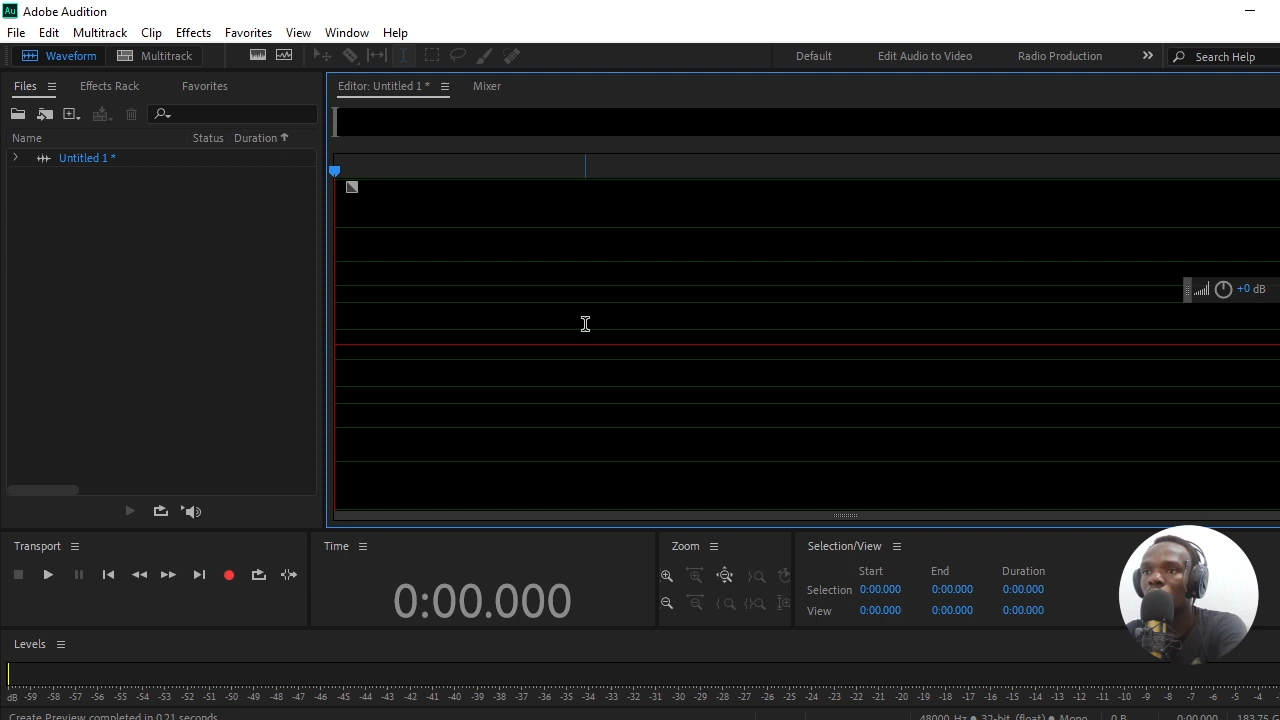 Au Adobe Audition
File Edit Multitrack Clip Effects Favorites View Window Help
Waveform Multitrack Default Edit Audio to Video Radio Production Search Help
Files Effects Rack Favorites
Editor: Untitled 1 * Mixer
Name Status Duration
Untitled 1 *
+0 dB
Transport Time Zoom Selection/View
Start End Duration
Selection 0:00.000 0:00.000 0:00.000
View 0:00.000 0:00.000 0:00.000
0:00.000
Levels
dB -59 -58 -57 -56 -55 -54 -53 -52 -51 -50 -49 -48 -47 -46 -45 -44 -43 -42 -41 -40 -39 -38 -37 -36 -35 -34 -33 -32 -31 -30 -29 -28 -27 -26 -25 -24 -23 -22 -21 -20 -19 -18 -17 -16 -15 -14 -13 -12 -11 -10 -9 -8 -7 -6 -5 -4
Create Preview completed in 0.21 seconds 48000 Hz 32-bit (float) Mono 0 B 0:00.000 183.75 G